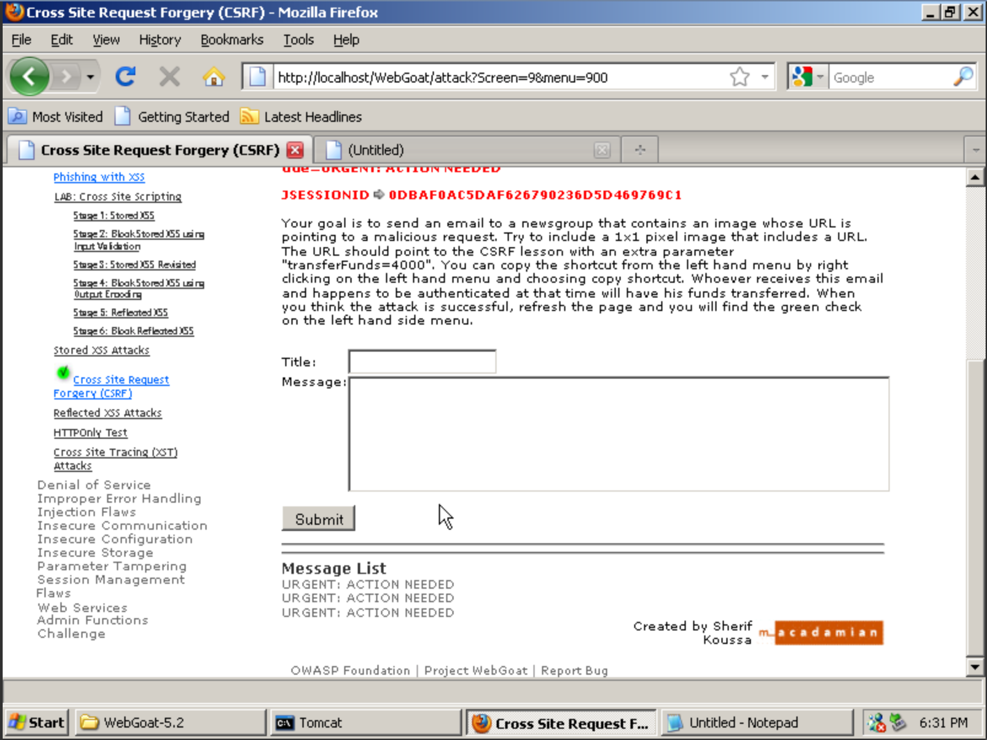 Cross Site Request Forgery (CSRF) - Mozilla Firefox
File Edit View History Bookmarks Tools Help
http://localhost/WebGoat/attack?Screen=9&menu=900
Google
Most Visited Getting Started Latest Headlines
Cross Site Request Forgery (CSRF) (Untitled)
Phishing with XSS
LAB: Cross Site Scripting
Stage 1: Stored XSS
Stage 2: Block Stored XSS using
Input Validation
Stage 3: Stored XSS Revisited
Stage 4: Block Stored XSS using
Output Encoding
Stage 5: Reflected XSS
Stage 6: Block Reflected XSS
Stored XSS Attacks
Cross Site Request
Forgery (CSRF)
Reflected XSS Attacks
HTTPOnly Test
Cross Site Tracing (XST)
Attacks
Denial of Service
Improper Error Handling
Injection Flaws
Insecure Communication
Insecure Configuration
Insecure Storage
Parameter Tampering
Session Management
Flaws
Web Services
Admin Functions
Challenge
due=URGENT: ACTION NEEDED
JSESSIONID ➩ 0DBAF0AC5DAF626790236D5D469769C1
Your goal is to send an email to a newsgroup that contains an image whose URL is
pointing to a malicious request. Try to include a 1x1 pixel image that includes a URL.
The URL should point to the CSRF lesson with an extra parameter
"transferFunds=4000". You can copy the shortcut from the left hand menu by right
clicking on the left hand menu and choosing copy shortcut. Whoever receives this email
and happens to be authenticated at that time will have his funds transferred. When
you think the attack is successful, refresh the page and you will find the green check
on the left hand side menu.
Title:
Message:
Submit
Message List
URGENT: ACTION NEEDED
URGENT: ACTION NEEDED
URGENT: ACTION NEEDED
Created by Sherif
Koussa
m_acadamian
OWASP Foundation | Project WebGoat | Report Bug
Start WebGoat-5.2 Tomcat Cross Site Request F... Untitled - Notepad 6:31 PM